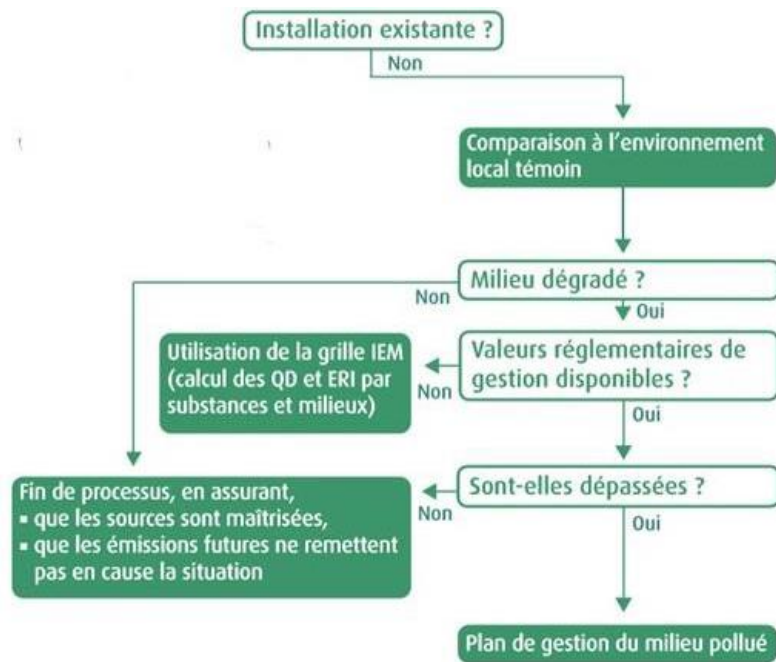 Installation existante ?
Non
Comparaison à l'environnement
local témoin
Milieu dégradé ?
Non
Oui
Utilisation de la grille IEM
(calcul des QD et ERI par
substances et milieux)
Valeurs réglementaires de
gestion disponibles ?
Non
Oui
Fin de processus, en assurant,
▪ que les sources sont maîtrisées,
▪ que les émissions futures ne remettent
pas en cause la situation
Sont-elles dépassées ?
Non
Oui
Plan de gestion du milieu pollué